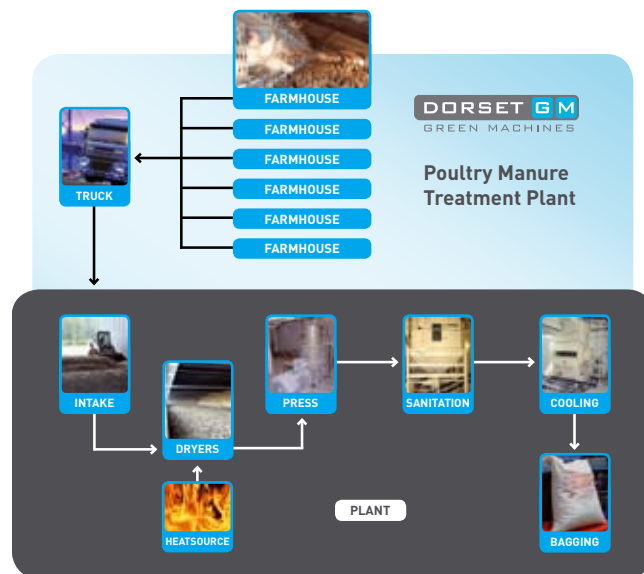 FARMHOUSE
FARMHOUSE
FARMHOUSE
FARMHOUSE
FARMHOUSE
FARMHOUSE
TRUCK
DORSET GM
GREEN MACHINES
Poultry Manure
Treatment Plant
INTAKE
DRYERS
HEATSOURCE
PRESS
SANITATION
COOLING
BAGGING
PLANT